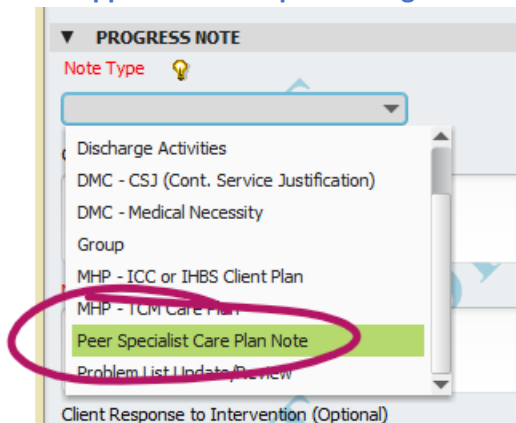 PROGRESS NOTE
Note Type
Discharge Activities
DMC - CSJ (Cont. Service Justification)
DMC - Medical Necessity
Group
MHP - ICC or IHBS Client Plan
MHP - TCM Care Plan
Peer Specialist Care Plan Note
Problem List Update/Review
Client Response to Intervention (Optional)